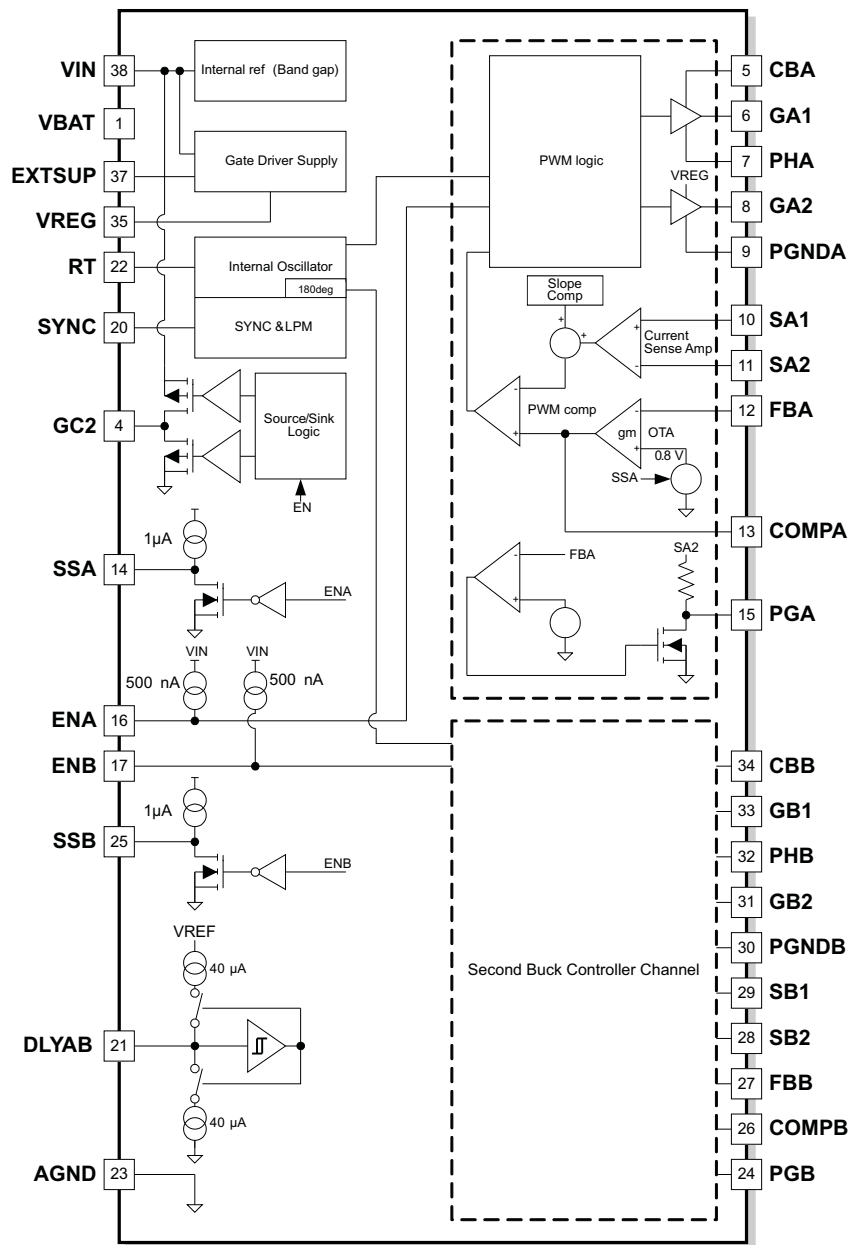 VIN
38
VBAT
1
EXTSUP
37
VREG
35
RT
22
SYNC
20
GC2
4
SSA
14
ENA
16
ENB
17
SSB
25
DLYAB
21
AGND
23
Internal ref (Band gap)
Gate Driver Supply
Internal Oscillator
180deg
SYNC & LPM
Source/Sink
Logic
EN
1µA
ENA
VIN
500 nA
VIN
500 nA
1µA
ENB
VREF
40 µA
40 µA
PWM logic
VREG
Slope
Comp
+
+
+
-
Current
Sense Amp
-
+
PWM comp
-
+
gm
OTA
0.8 V
SSA
-
+
FBA
SA2
Second Buck Controller Channel
5
CBA
6
GA1
7
PHA
8
GA2
9
PGNDA
10
SA1
11
SA2
12
FBA
13
COMPA
15
PGA
34
CBB
33
GB1
32
PHB
31
GB2
30
PGNDB
29
SB1
28
SB2
27
FBB
26
COMPB
24
PGB